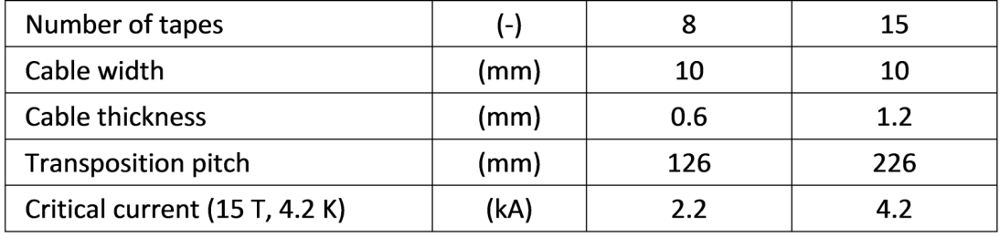 Number of tapes (-) 8 15
Cable width (mm) 10 10
Cable thickness (mm) 0.6 1.2
Transposition pitch (mm) 126 226
Critical current (15 T, 4.2 K) (kA) 2.2 4.2